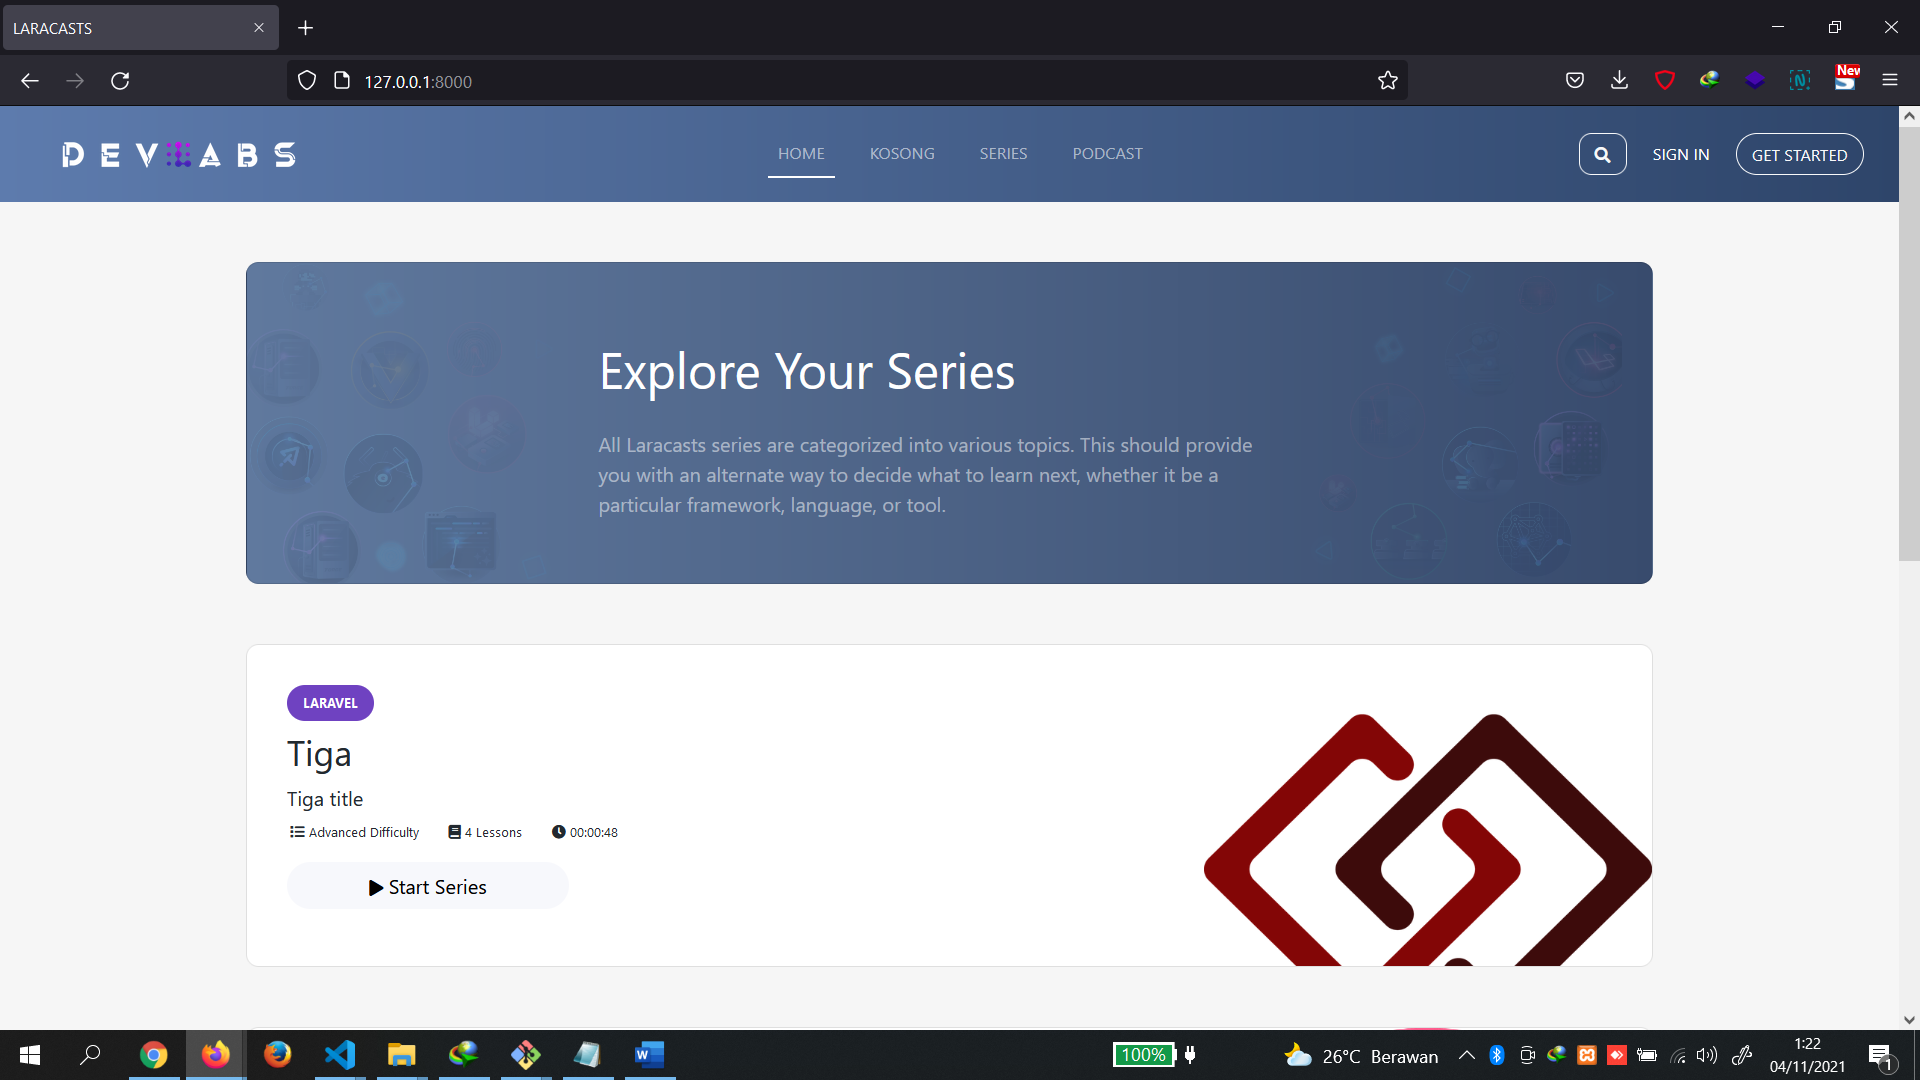 LARACASTS
127.0.0.1:8000
New
DEVLABS
HOME KOSONG SERIES PODCAST
SIGN IN
GET STARTED
Explore Your Series
All Laracasts series are categorized into various topics. This should provide
you with an alternate way to decide what to learn next, whether it be a
particular framework, language, or tool.
LARAVEL
Tiga
Tiga title
Advanced Difficulty 4 Lessons 00:00:48
Start Series
100%
26°C Berawan
1:22
04/11/2021
1